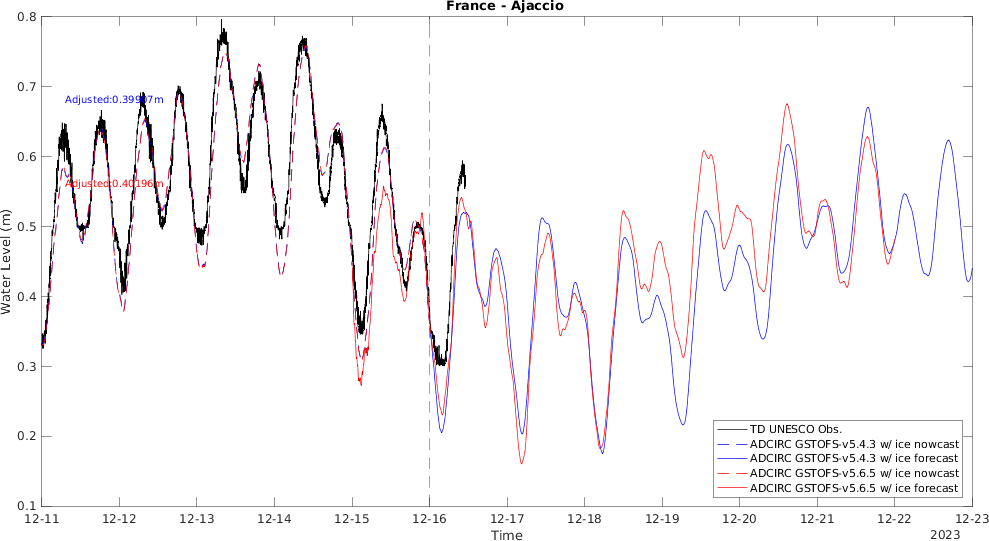 France - Ajaccio
0.8
0.7
0.6
0.5
0.4
0.3
0.2
0.1
Water Level (m)
Adjusted:0.39907m
Adjusted:0.40196m
TD UNESCO Obs.
ADCIRC GSTOFS-v5.4.3 w/ ice nowcast
ADCIRC GSTOFS-v5.4.3 w/ ice forecast
ADCIRC GSTOFS-v5.6.5 w/ ice nowcast
ADCIRC GSTOFS-v5.6.5 w/ ice forecast
12-11 12-12 12-13 12-14 12-15 12-16 12-17 12-18 12-19 12-20 12-21 12-22 12-23
Time
2023